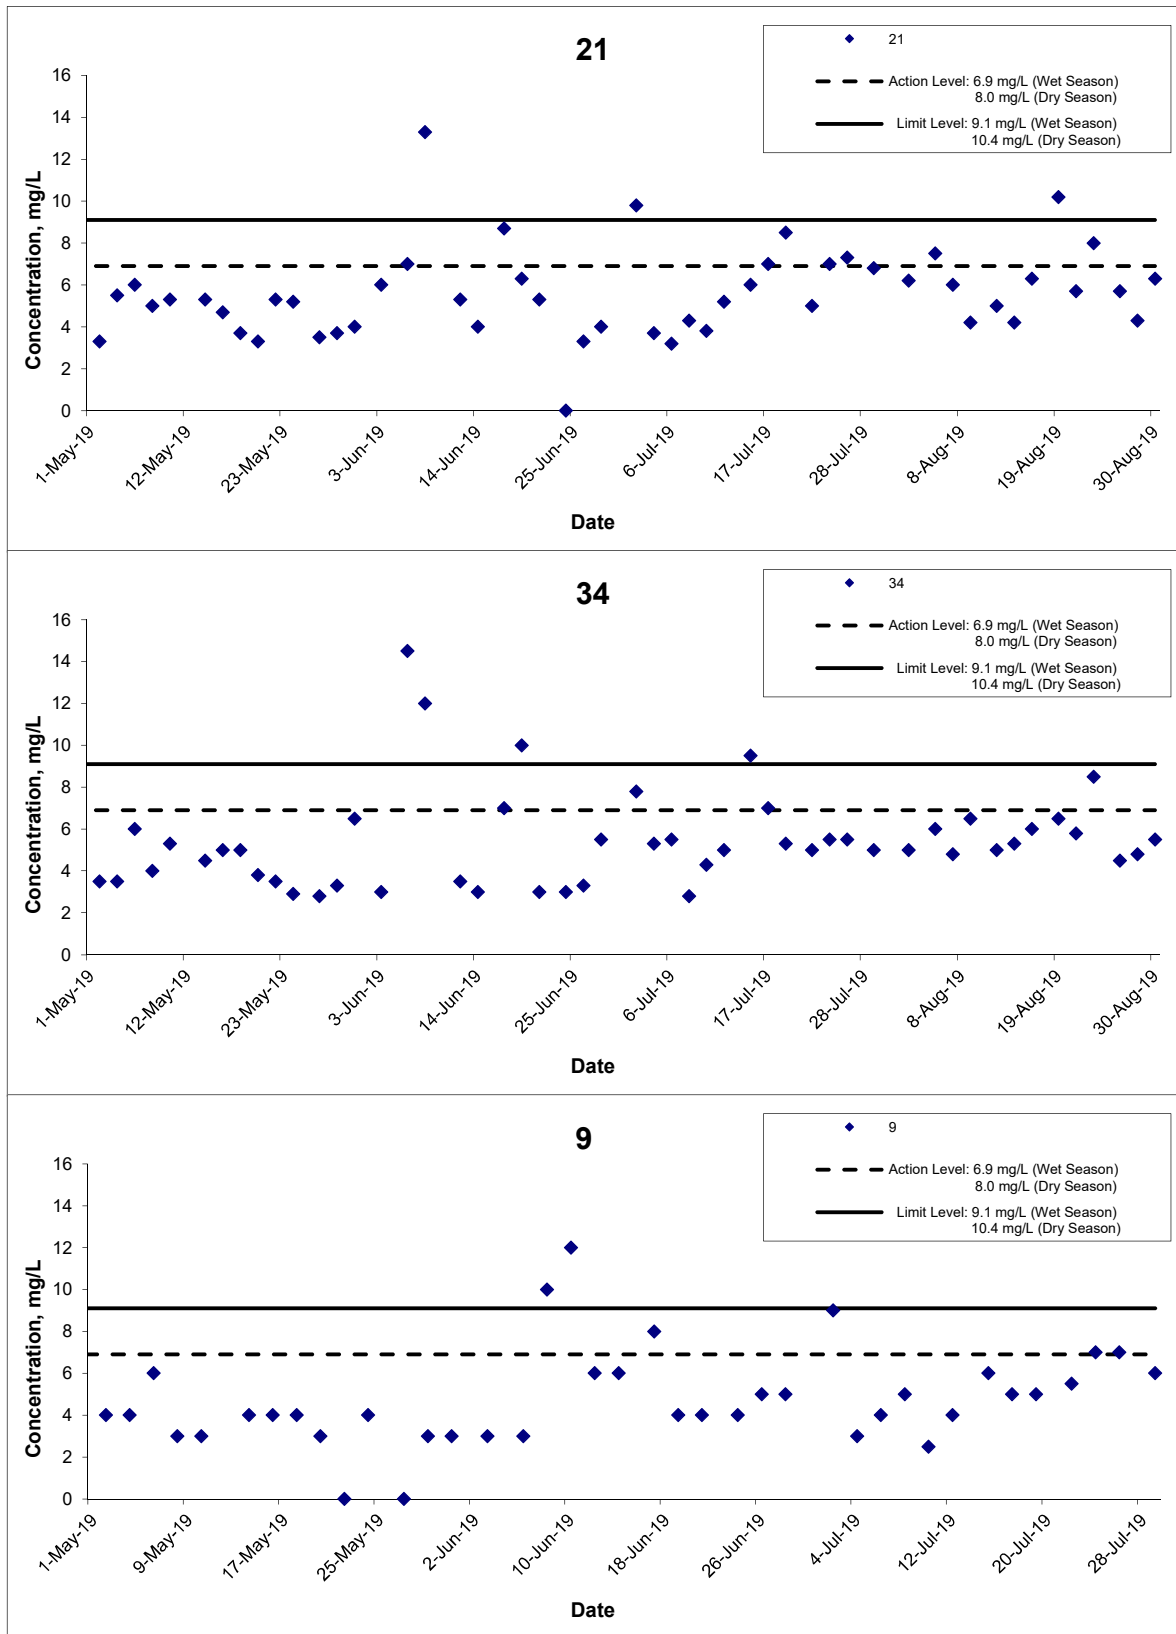 21
21
Action Level: 6.9 mg/L (Wet Season)
8.0 mg/L (Dry Season)
Limit Level: 9.1 mg/L (Wet Season)
10.4 mg/L (Dry Season)
Concentration, mg/L
16
14
12
10
8
6
4
2
0
1-May-19
12-May-19
23-May-19
3-Jun-19
14-Jun-19
25-Jun-19
6-Jul-19
17-Jul-19
28-Jul-19
8-Aug-19
19-Aug-19
30-Aug-19
Date
34
34
Action Level: 6.9 mg/L (Wet Season)
8.0 mg/L (Dry Season)
Limit Level: 9.1 mg/L (Wet Season)
10.4 mg/L (Dry Season)
Concentration, mg/L
16
14
12
10
8
6
4
2
0
1-May-19
12-May-19
23-May-19
3-Jun-19
14-Jun-19
25-Jun-19
6-Jul-19
17-Jul-19
28-Jul-19
8-Aug-19
19-Aug-19
30-Aug-19
Date
9
9
Action Level: 6.9 mg/L (Wet Season)
8.0 mg/L (Dry Season)
Limit Level: 9.1 mg/L (Wet Season)
10.4 mg/L (Dry Season)
Concentration, mg/L
16
14
12
10
8
6
4
2
0
1-May-19
9-May-19
17-May-19
25-May-19
2-Jun-19
10-Jun-19
18-Jun-19
26-Jun-19
4-Jul-19
12-Jul-19
20-Jul-19
28-Jul-19
Date